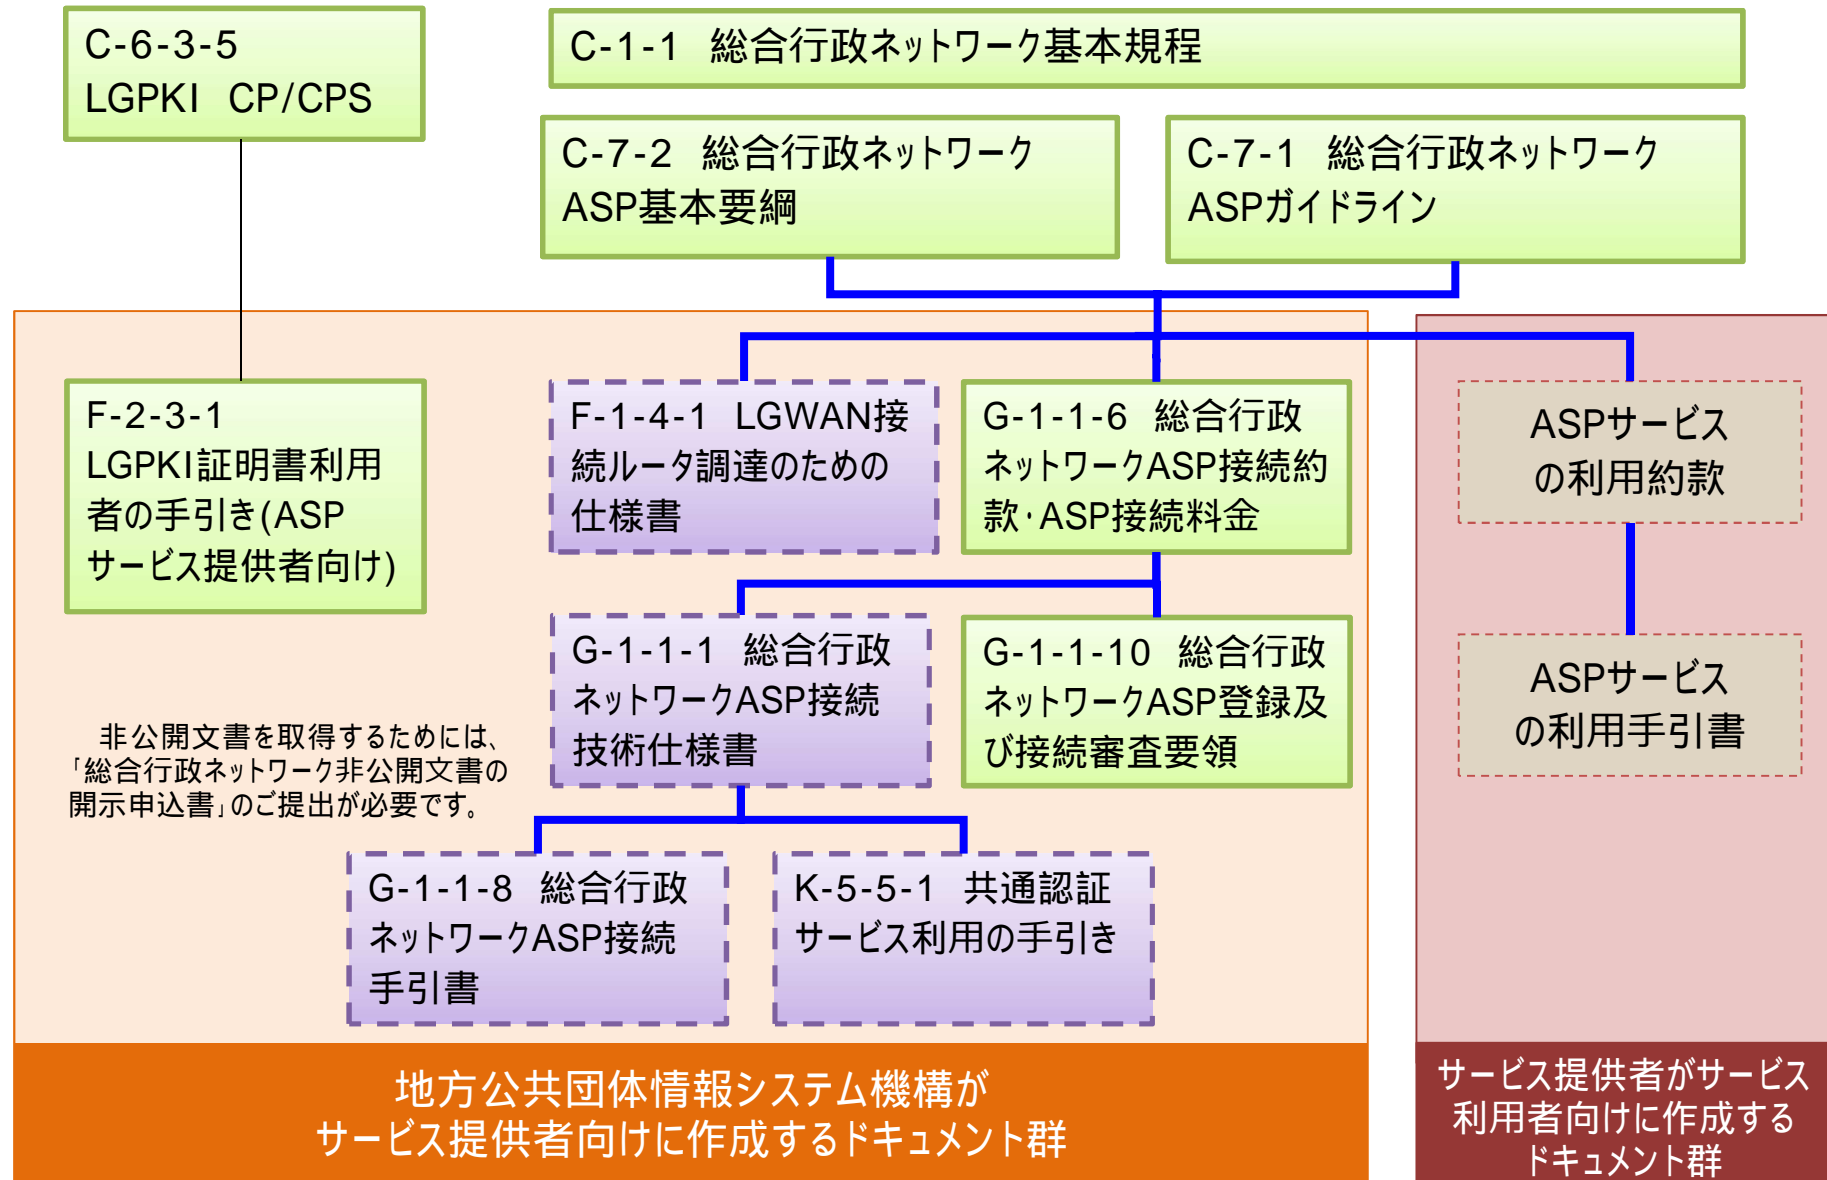 C-6-3-5
LGPKI CP/CPS
C-1-1 総合行政ネットワーク基本規程
C-7-2 総合行政ネットワーク
ASP基本要綱
C-7-1 総合行政ネットワーク
ASPガイドライン
F-2-3-1
LGPKI証明書利用
者の手引き(ASP
サービス提供者向け)
F-1-4-1 LGWAN接
続ルータ調達のための
仕様書
G-1-1-6 総合行政
ネットワークASP接続約
款・ASP接続料金
ASPサービス
の利用約款
G-1-1-1 総合行政
ネットワークASP接続
技術仕様書
G-1-1-10 総合行政
ネットワークASP登録及
び接続審査要領
ASPサービス
の利用手引書
非公開文書を取得するためには、
「総合行政ネットワーク非公開文書の
開示申込書」のご提出が必要です。
G-1-1-8 総合行政
ネットワークASP接続
手引書
K-5-5-1 共通認証
サービス利用の手引き
地方公共団体情報システム機構が
サービス提供者向けに作成するドキュメント群
サービス提供者がサービス
利用者向けに作成する
ドキュメント群